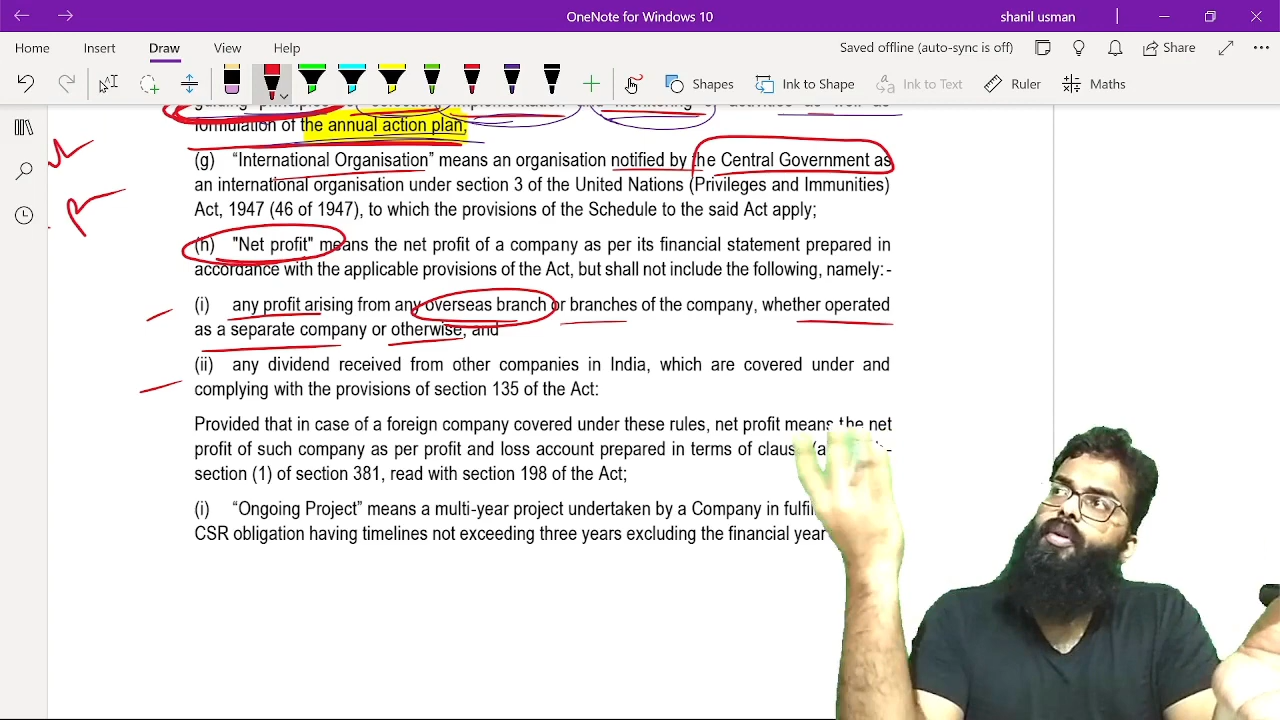 OneNote for Windows 10
shanil usman
Home Insert Draw View Help
Saved offline (auto-sync is off)
Share
Shapes Ink to Shape Ink to Text Ruler Maths
guiding principles selection, implementation monitoring activities as well as
formulation of the annual action plan,
(g) “International Organisation” means an organisation notified by the Central Government as
an international organisation under section 3 of the United Nations (Privileges and Immunities)
Act, 1947 (46 of 1947), to which the provisions of the Schedule to the said Act apply;
(h) "Net profit" means the net profit of a company as per its financial statement prepared in
accordance with the applicable provisions of the Act, but shall not include the following, namely:-
(i) any profit arising from any overseas branch or branches of the company, whether operated
as a separate company or otherwise, and
(ii) any dividend received from other companies in India, which are covered under and
complying with the provisions of section 135 of the Act:
Provided that in case of a foreign company covered under these rules, net profit means the net
profit of such company as per profit and loss account prepared in terms of clause
section (1) of section 381, read with section 198 of the Act;
(i) “Ongoing Project” means a multi-year project undertaken by a Company in
CSR obligation having timelines not exceeding three years excluding the financial year